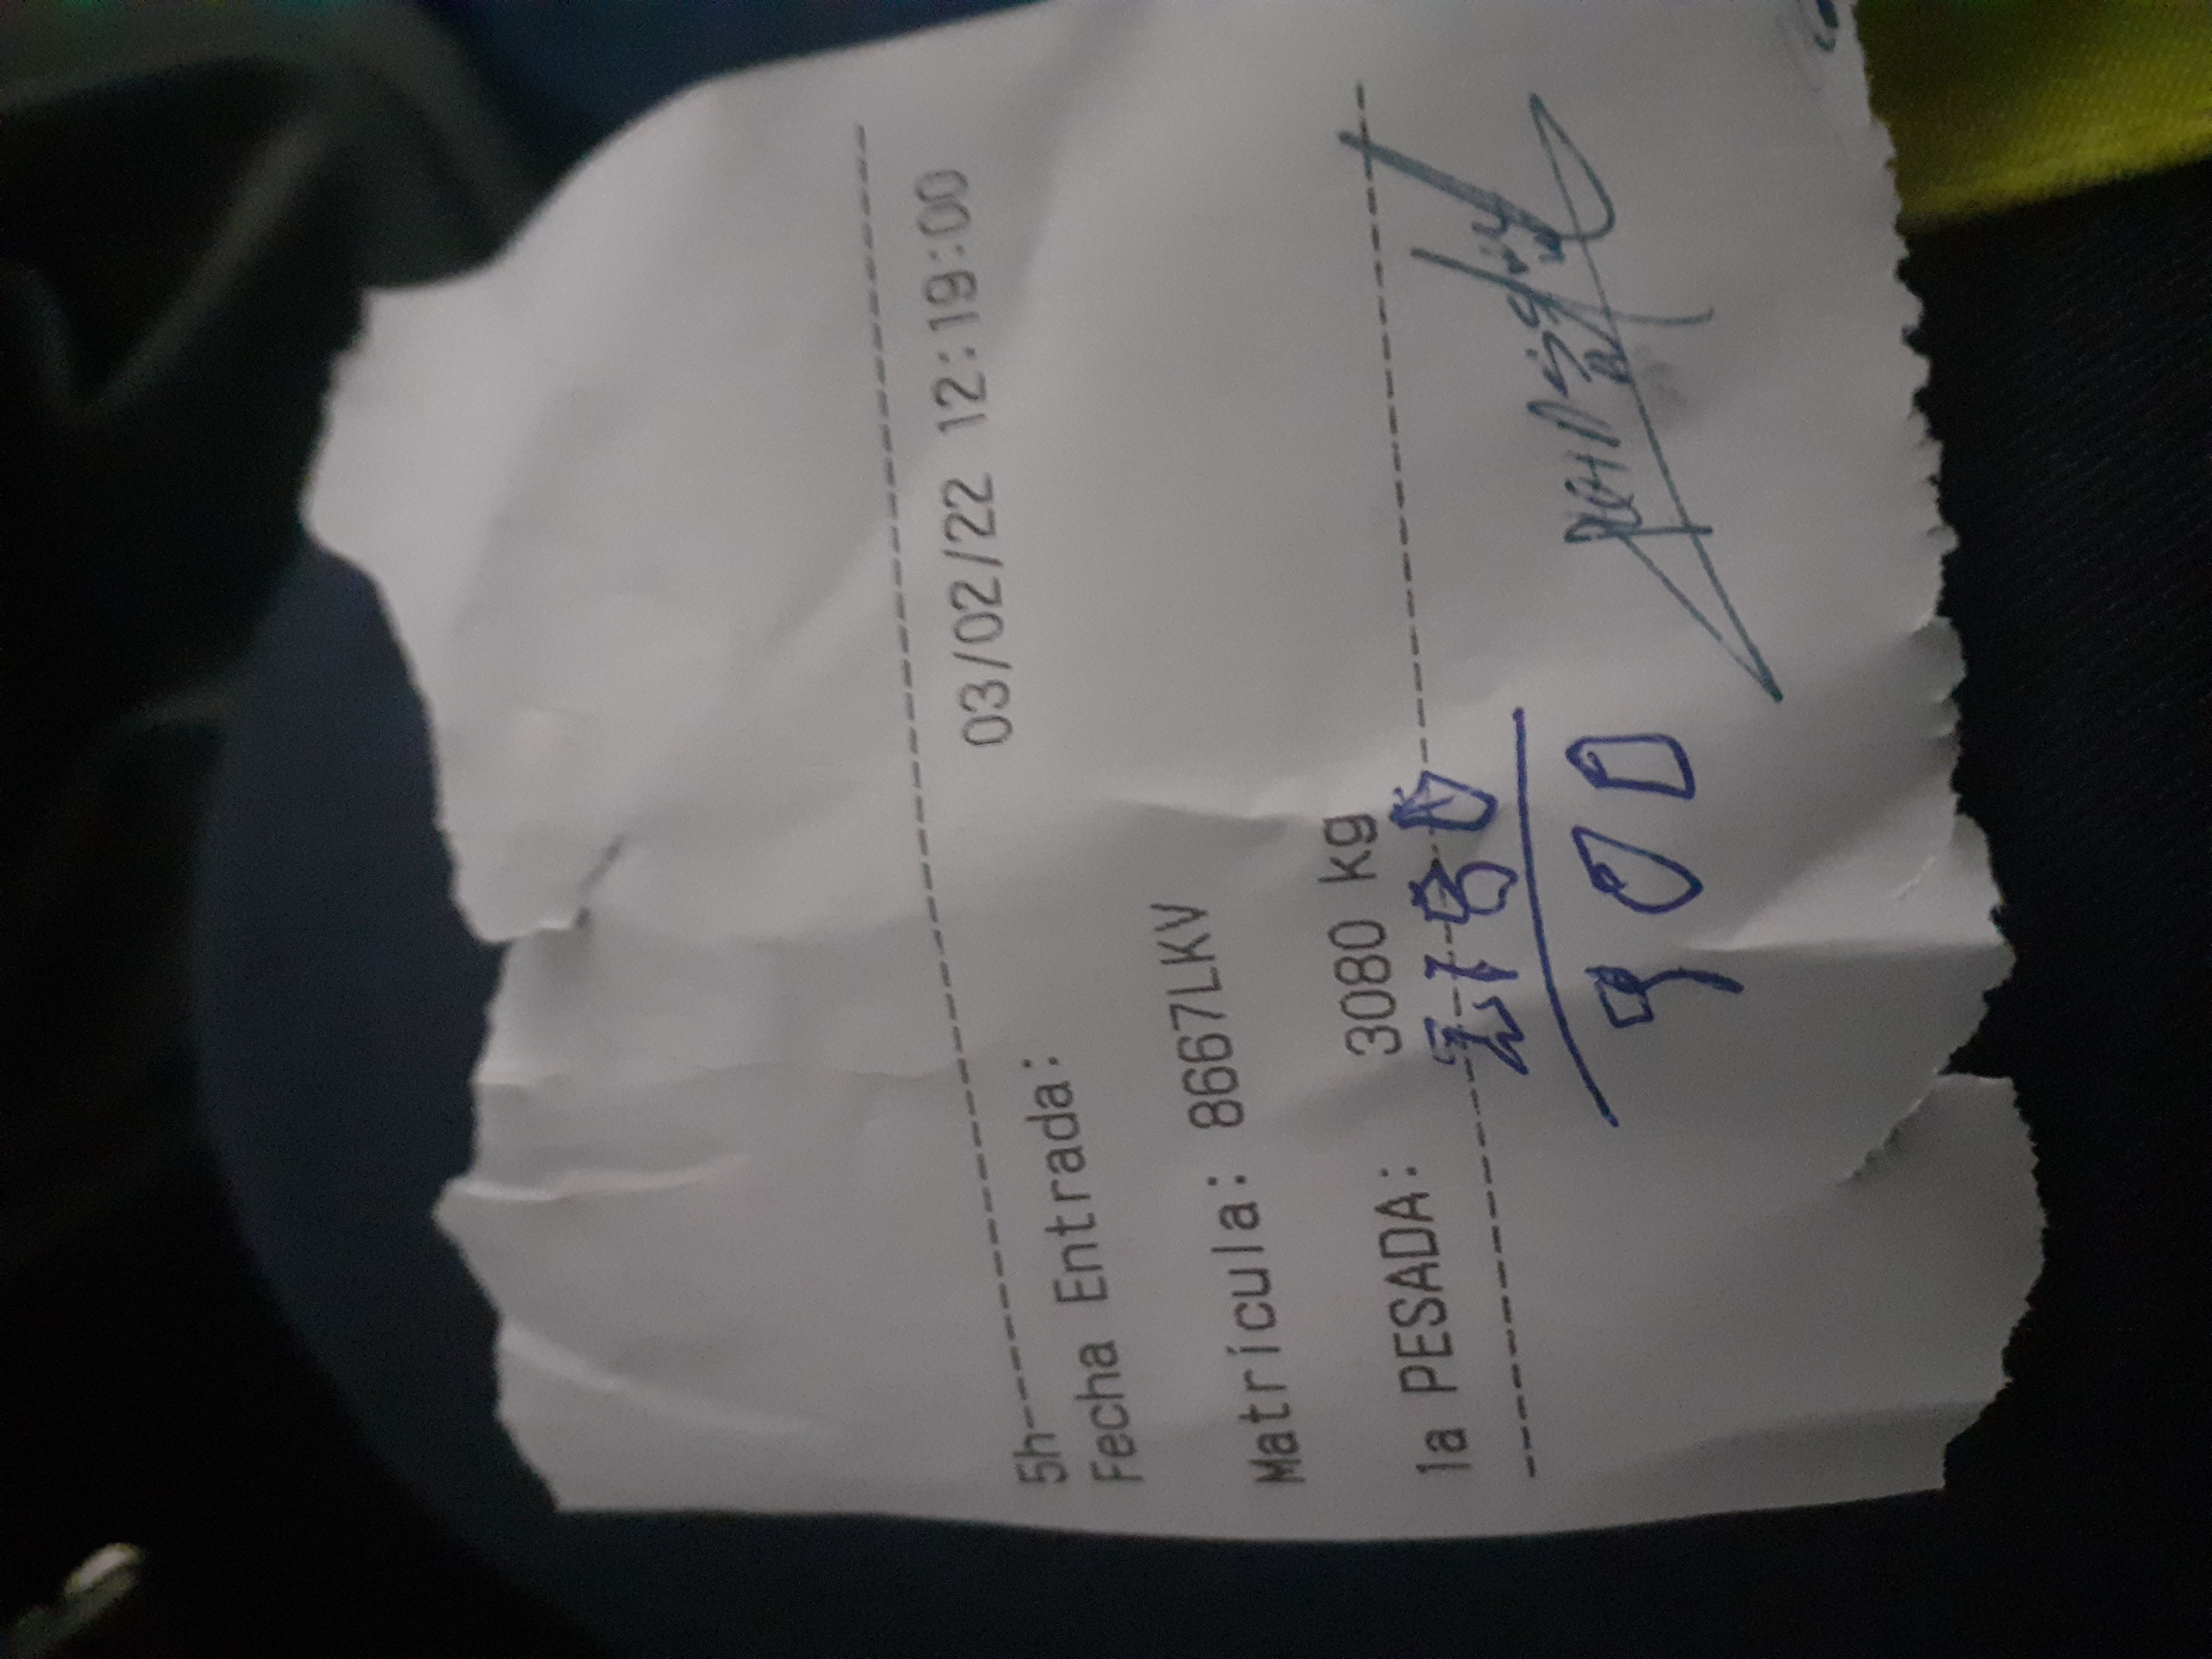 5h-----------------------------------------
Fecha Entrada: 03/02/22 12:19:00
Matrícula: 8667LKV
1a PESADA: 3080 kg
2180
900